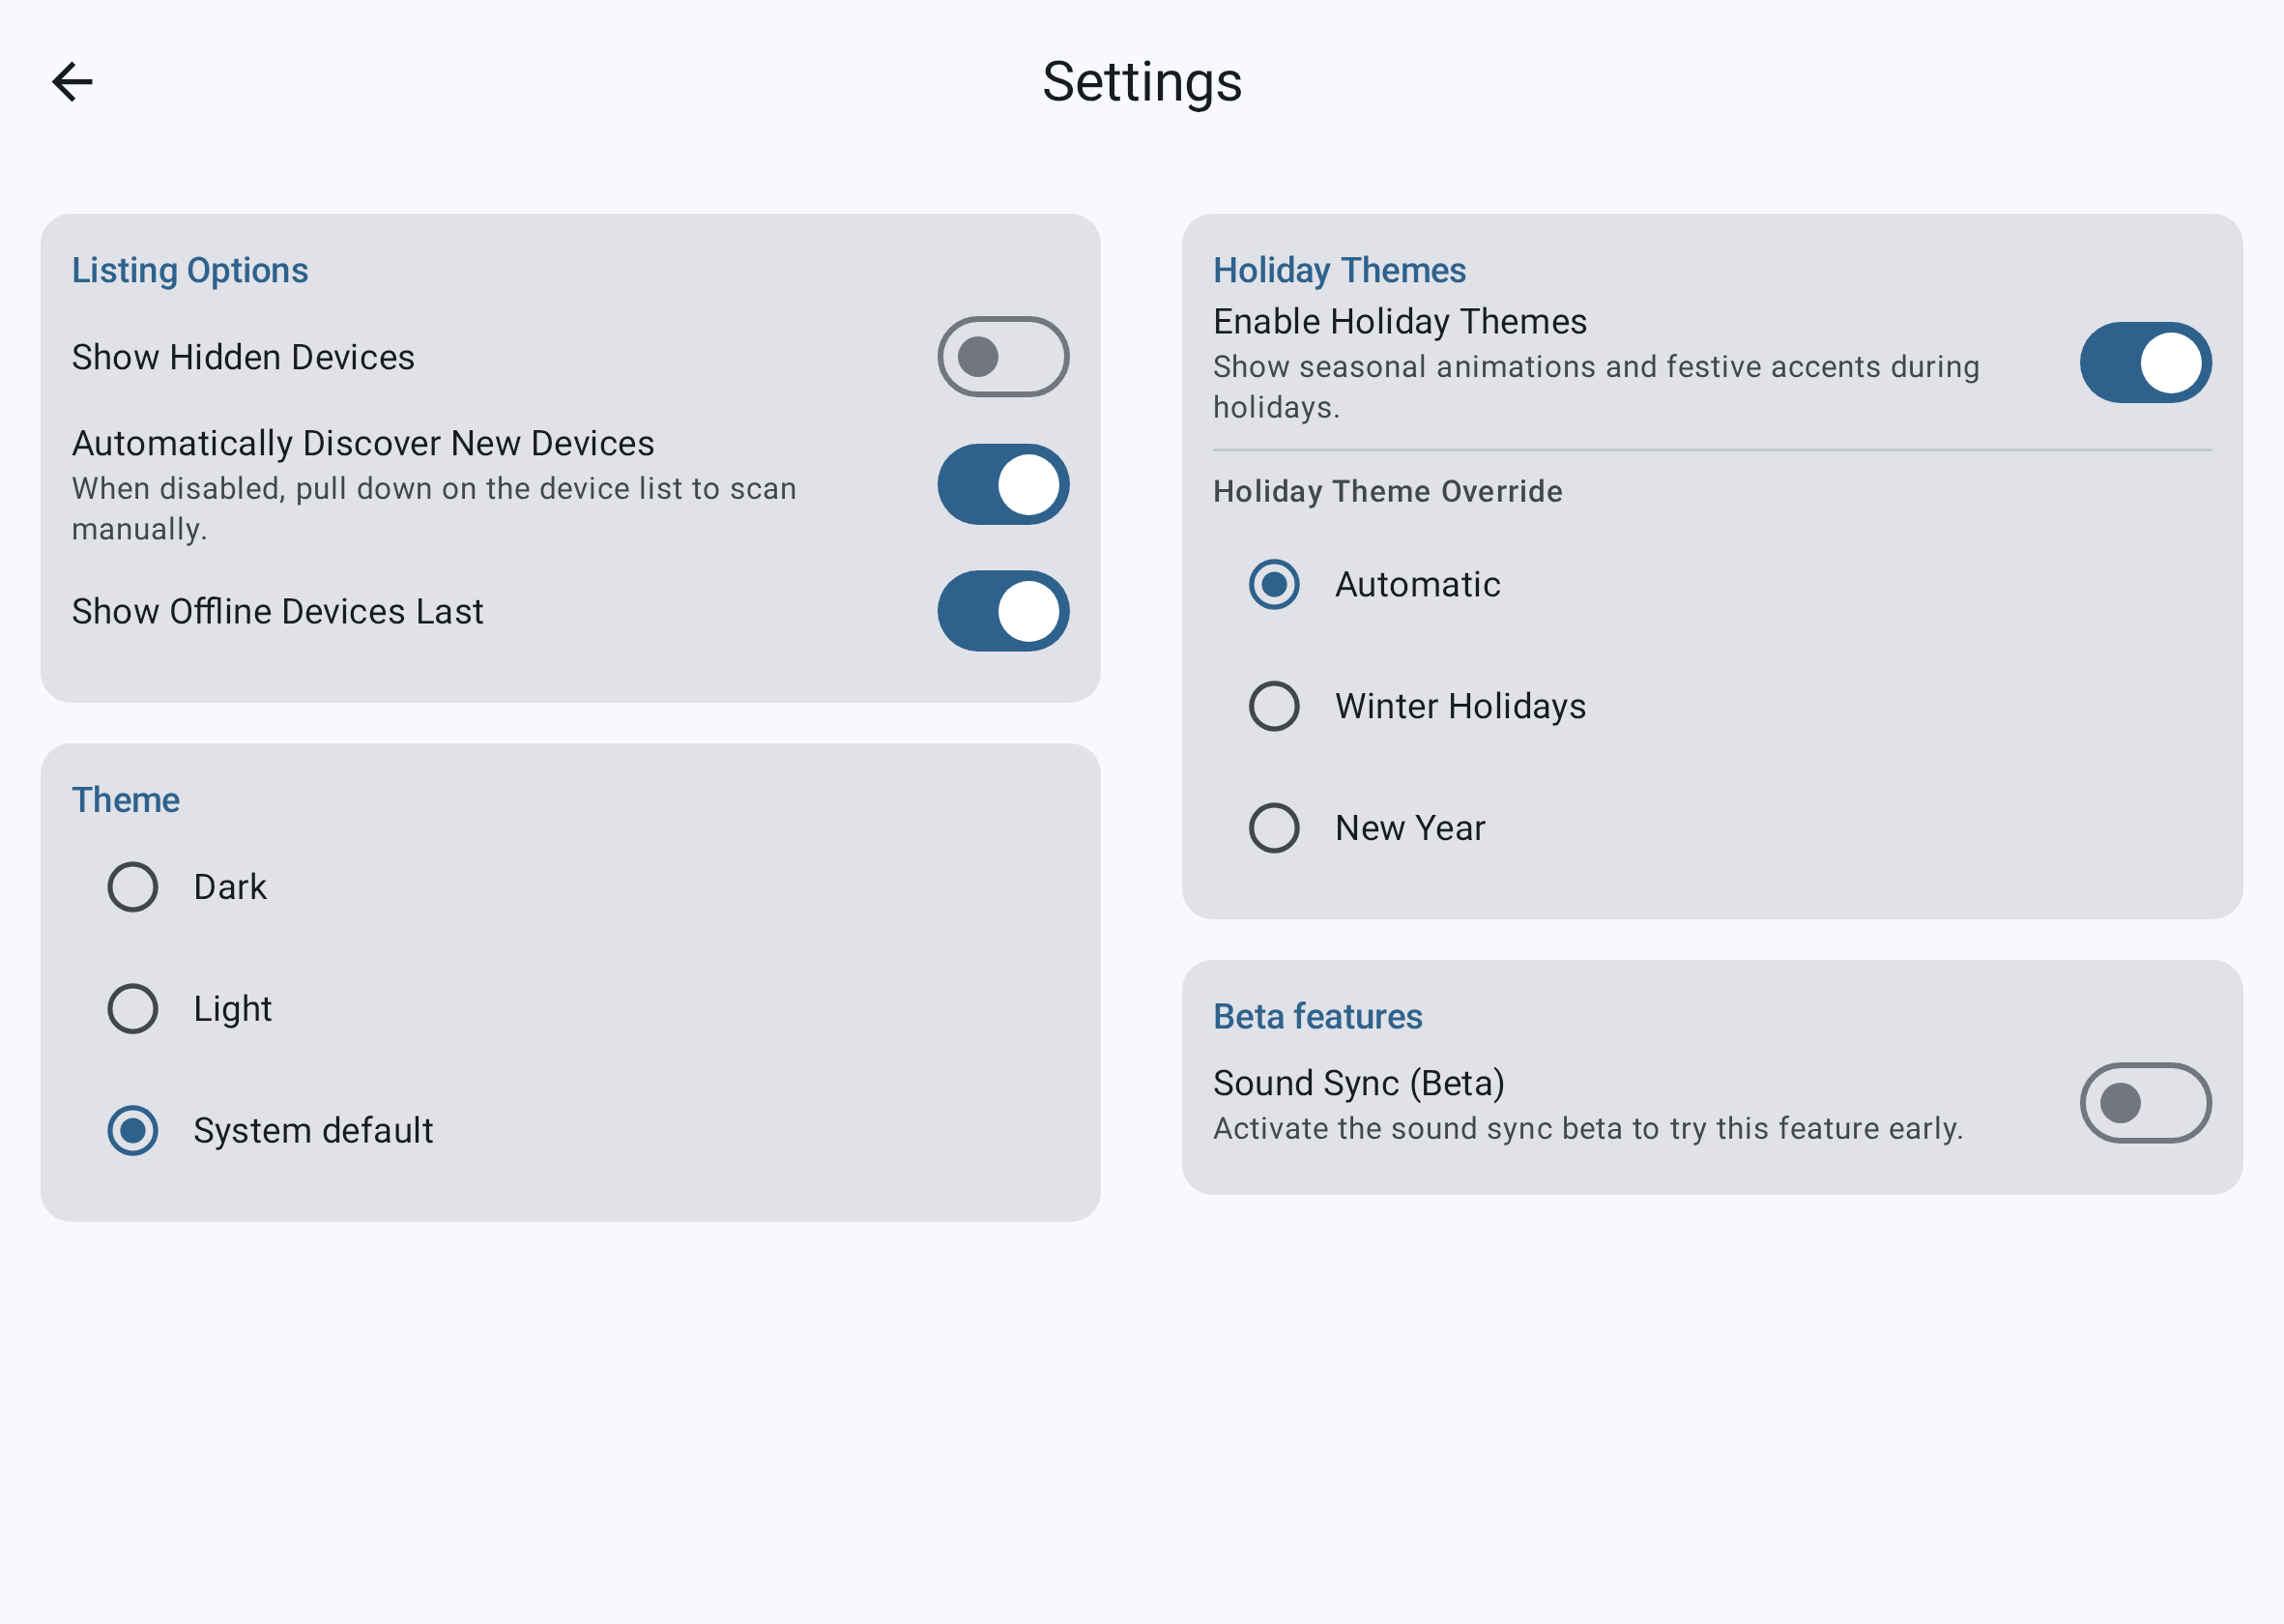 Settings
Listing Options
Show Hidden Devices
Automatically Discover New Devices
When disabled, pull down on the device list to scan
manually.
Show Offline Devices Last
Theme
Dark
Light
System default
Holiday Themes
Enable Holiday Themes
Show seasonal animations and festive accents during
holidays.
Holiday Theme Override
Automatic
Winter Holidays
New Year
Beta features
Sound Sync (Beta)
Activate the sound sync beta to try this feature early.